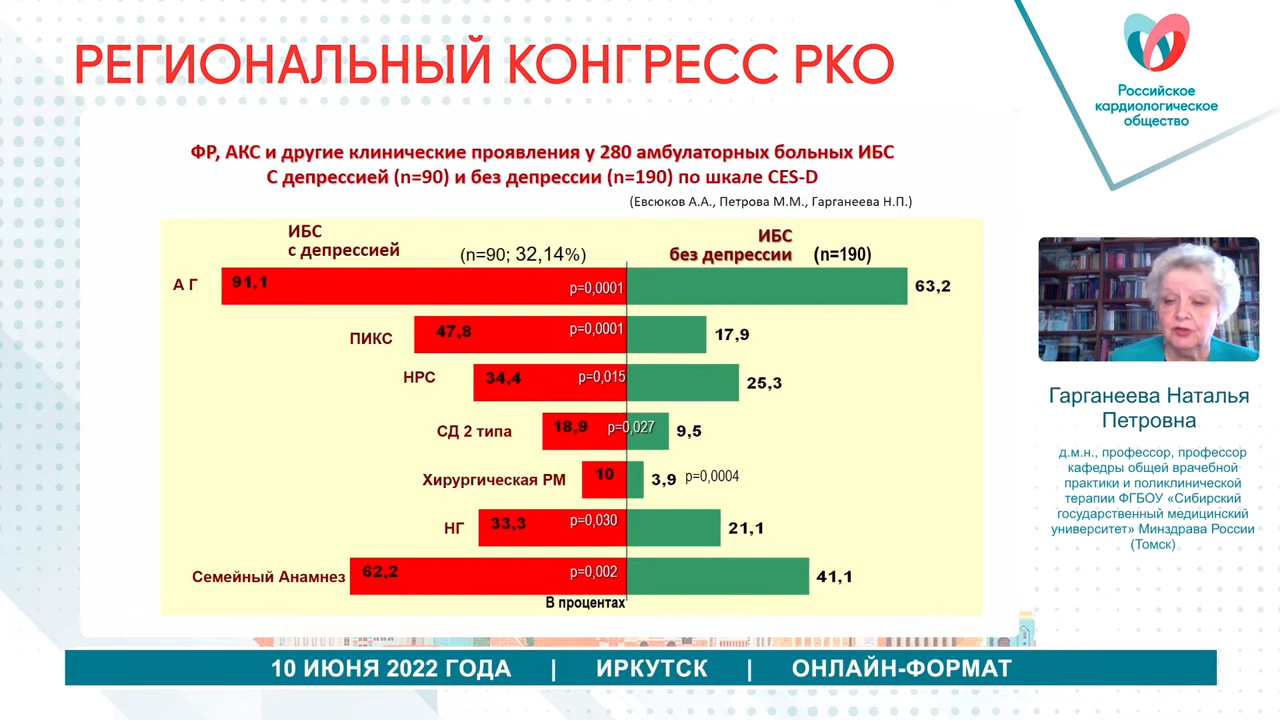 РЕГИОНАЛЬНЫЙ КОНГРЕСС РКО
Российское
кардиологическое
общество
ФР, АКС и другие клинические проявления у 280 амбулаторных больных ИБС
С депрессией (n=90) и без депрессии (n=190) по шкале CES-D
(Евсюков А.А., Петрова М.М., Гарганеева Н.П.)
ИБС
с депрессией
(n=90; 32,14%)
ИБС
без депрессии
(n=190)
А Г
91,1
p=0,0001
63,2
ПИКС
47,8
p=0,0001
17,9
НРС
34,4
p=0,015
25,3
СД 2 типа
18,9
p=0,027
9,5
Хирургическая РМ
10
3,9
p=0,0004
НГ
33,3
p=0,030
21,1
Семейный Анамнез
62,2
p=0,002
41,1
В процентах
Гарганеева Наталья
Петровна
д.м.н., профессор, профессор
кафедры общей врачебной
практики и поликлинической
терапии ФГБОУ «Сибирский
государственный медицинский
университет» Минздрава России
(Томск)
10 ИЮНЯ 2022 ГОДА | ИРКУТСК | ОНЛАЙН-ФОРМАТ